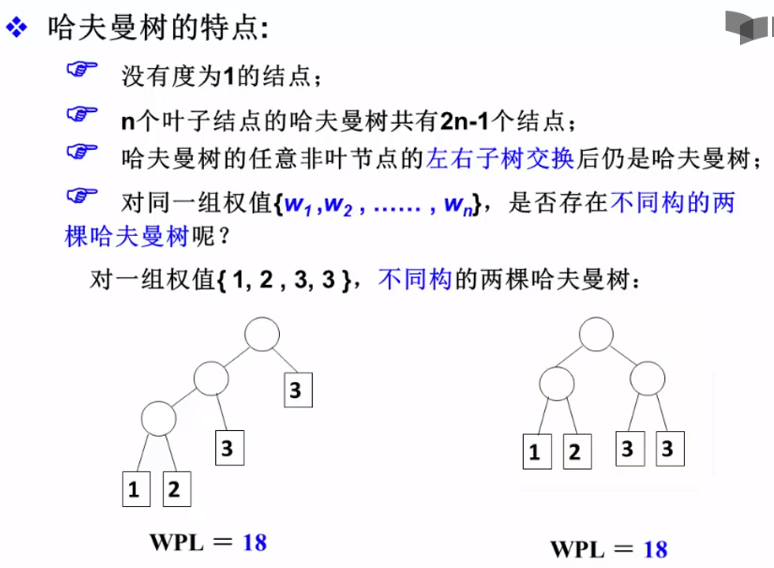 ❖ 哈夫曼树的特点:
☞ 没有度为1的结点；
☞ n个叶子结点的哈夫曼树共有2n-1个结点；
☞ 哈夫曼树的任意非叶节点的左右子树交换后仍是哈夫曼树；
☞ 对同一组权值{w1 ,w2 , …… , wn}，是否存在不同构的两
棵哈夫曼树呢？
对一组权值{ 1, 2 , 3, 3 }，不同构的两棵哈夫曼树：
3
3
1 2
1 2 3 3
WPL = 18
WPL = 18